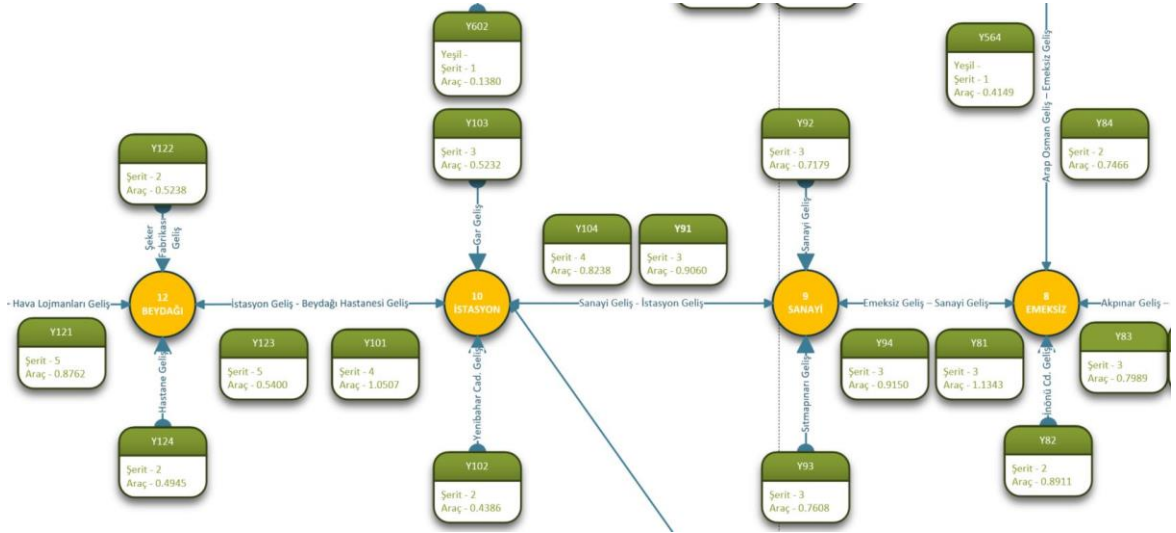 Y602
Yeşil -
Şerit - 1
Araç - 0.1380
Y564
Yeşil -
Şerit - 1
Araç - 0.4149
Arap Osman Geliş – Emeksiz Geliş
Y122
Şerit - 2
Araç - 0.5238
Y103
Şerit - 3
Araç - 0.5232
Y92
Şerit - 3
Araç - 0.7179
Y84
Şerit - 2
Araç - 0.7466
Şeker
Fabrikası
Geliş
Gar Geliş
Sanayi Geliş
Y104
Şerit - 4
Araç - 0.8238
Y91
Şerit - 3
Araç - 0.9060
- Hava Lojmanları Geliş
12
BEYDAĞI
İstasyon Geliş - Beydağı Hastanesi Geliş
10
İSTASYON
Sanayi Geliş - İstasyon Geliş
9
SANAYİ
Emeksiz Geliş – Sanayi Geliş
8
EMEKSİZ
Akpınar Geliş –
Y121
Şerit - 5
Araç - 0.8762
Y123
Şerit - 5
Araç - 0.5400
Y101
Şerit - 4
Araç - 1.0507
Y94
Şerit - 3
Araç - 0.9150
Y81
Şerit - 3
Araç - 1.1343
Y83
Şerit - 3
Araç - 0.7989
Hastane Geliş
Yenibahar Cad. Geliş
Sıtmapınarı Geliş
İnönü Cd. Geliş
Y124
Şerit - 2
Araç - 0.4945
Y102
Şerit - 2
Araç - 0.4386
Y93
Şerit - 3
Araç - 0.7608
Y82
Şerit - 2
Araç - 0.8911